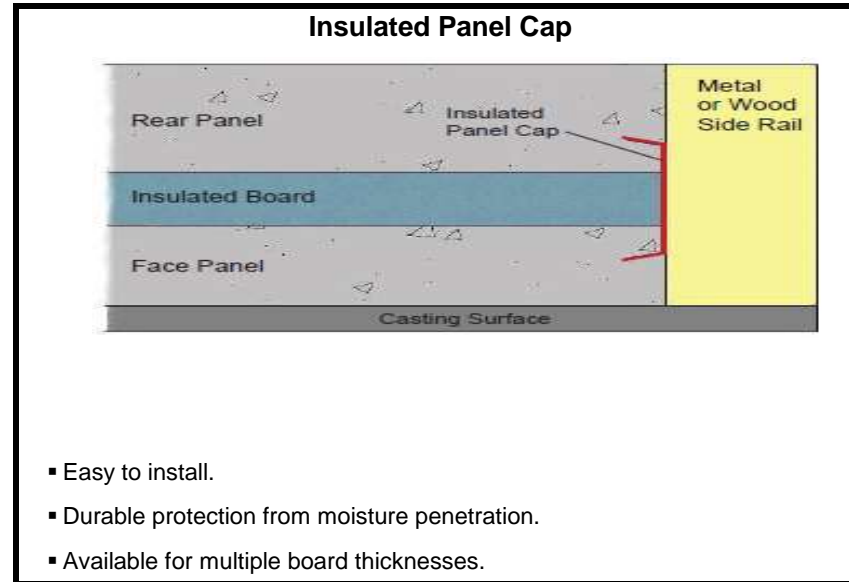 Insulated Panel Cap
Metal
or Wood
Side Rail
Rear Panel
Insulated
Panel Cap
Insulated Board
Face Panel
Casting Surface
▪ Easy to install.
▪ Durable protection from moisture penetration.
▪ Available for multiple board thicknesses.